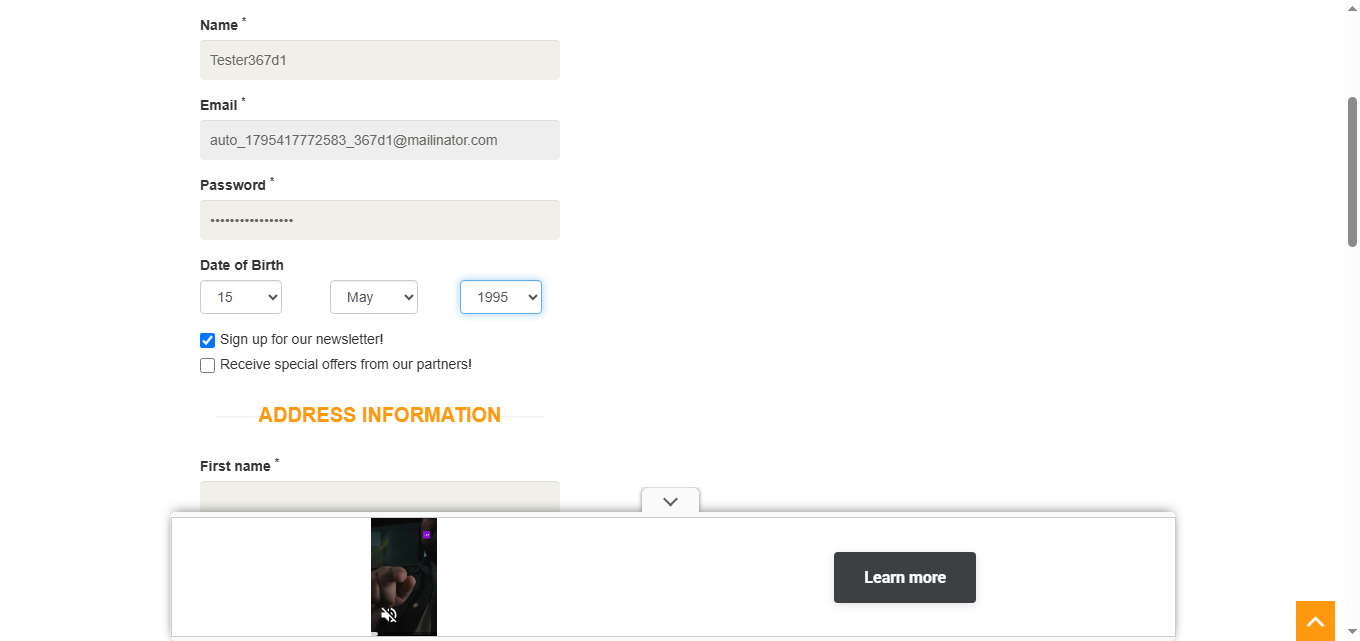 Name *
Tester367d1
Email *
auto_1795417772583_367d1@mailinator.com
Password *
•••••••••••••••••
Date of Birth
15 May 1995
Sign up for our newsletter!
Receive special offers from our partners!
ADDRESS INFORMATION
First name *
Learn more